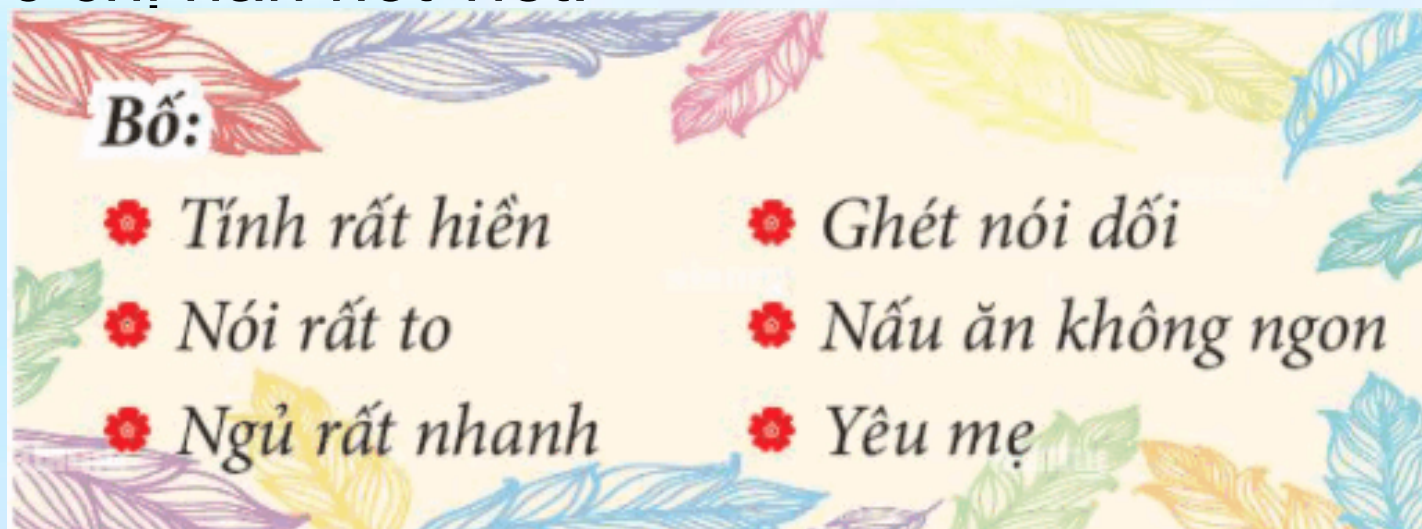 Bố:
Tính rất hiền
Nói rất to
Ngủ rất nhanh
Ghét nói dối
Nấu ăn không ngon
Yêu mẹ